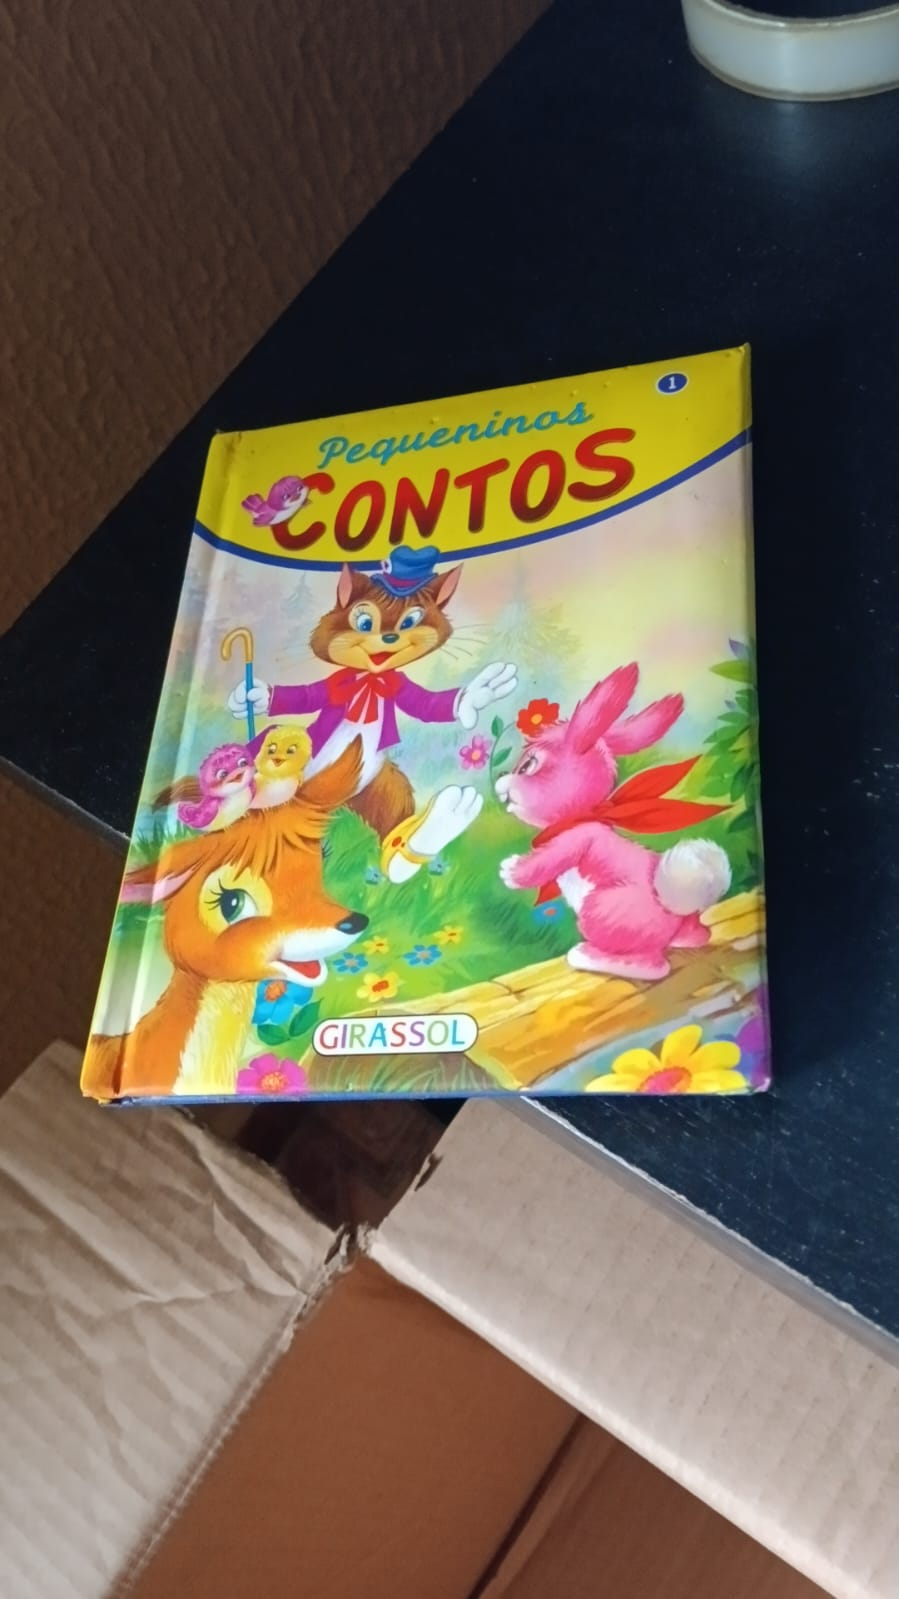 1
Pequeninos
CONTOS
GIRASSOL